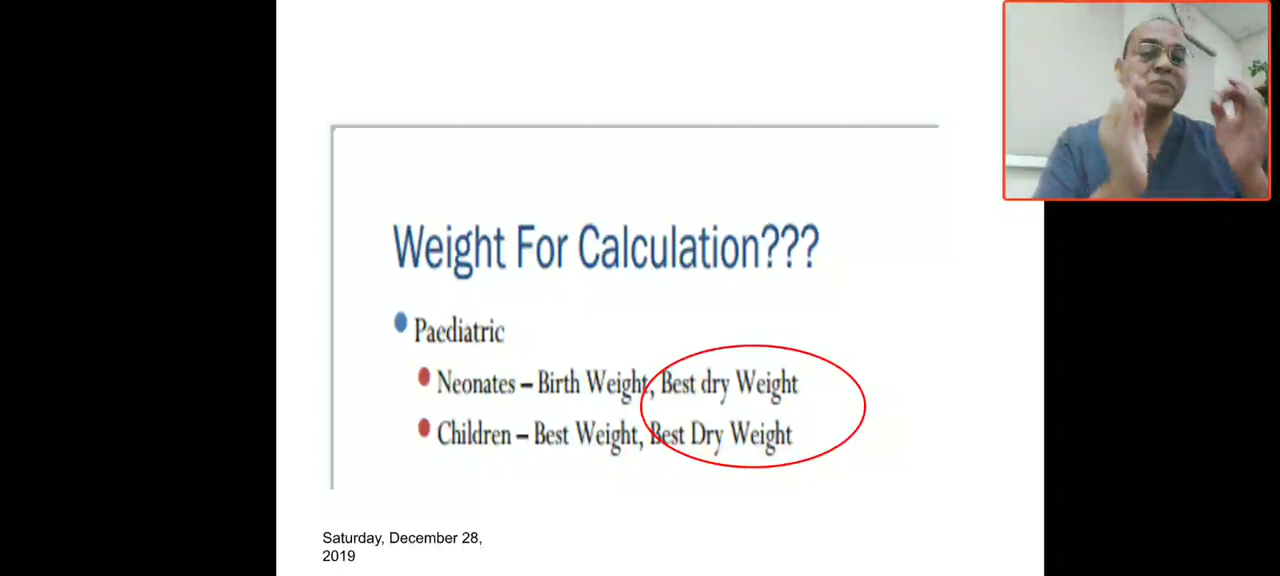 Weight For Calculation???
Paediatric
Neonates – Birth Weight, Best dry Weight
Children – Best Weight, Best Dry Weight
Saturday, December 28,
2019